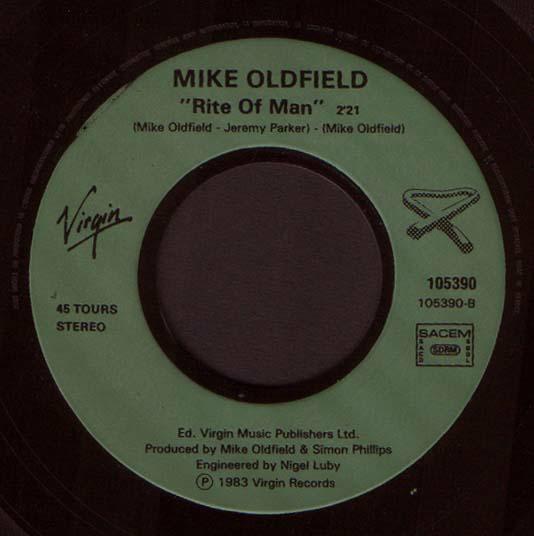 MIKE OLDFIELD
"Rite Of Man" 2'21
(Mike Oldfield - Jeremy Parker) - (Mike Oldfield)
Virgin
45 TOURS
STEREO
105390
105390-B
SACEM
SACD SDRM SGDL
Ed. Virgin Music Publishers Ltd.
Produced by Mike Oldfield & Simon Phillips
Engineered by Nigel Luby
Ⓟ 1983 Virgin Records